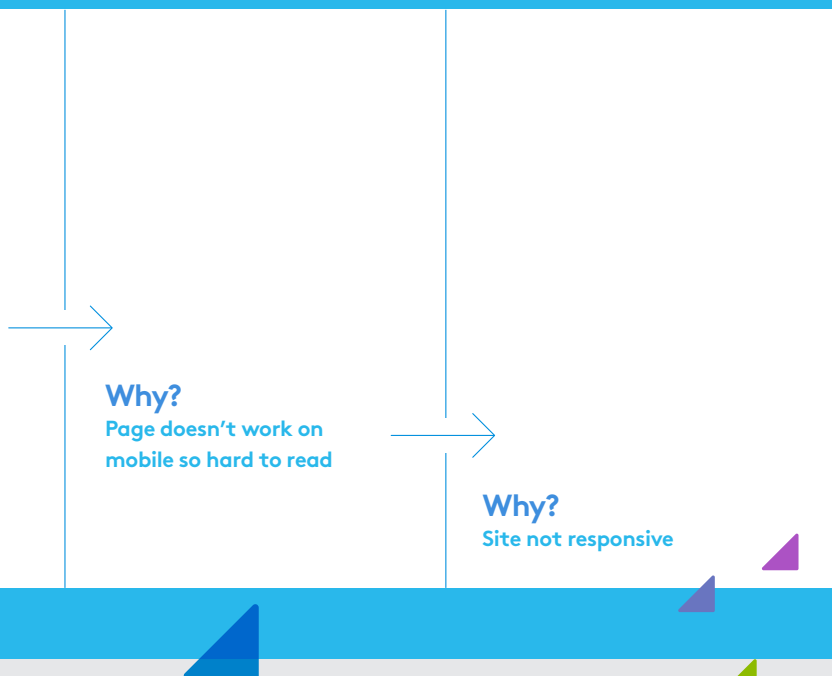 Why?
Page doesn’t work on
mobile so hard to read
Why?
Site not responsive